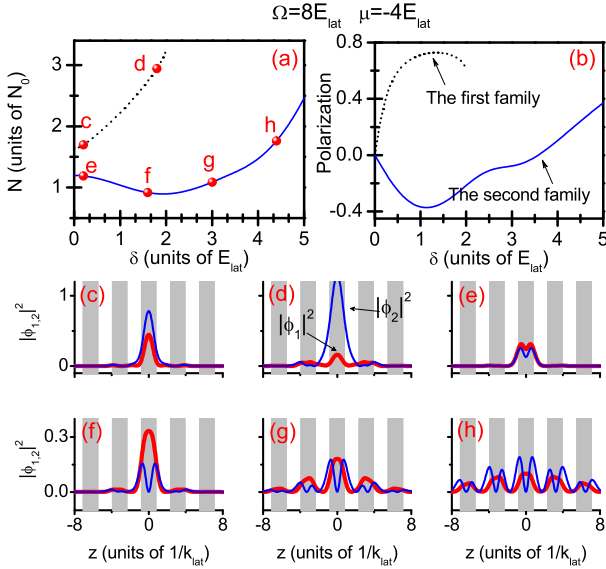 Ω=8E_lat μ=-4E_lat
(a)
N (units of N_0)
3
2
1
0 1 2 3 4 5
δ (units of E_lat)
c
d
e
f
g
h
(b)
Polarization
0.8
0.4
0.0
-0.4
0 1 2 3 4 5
δ (units of E_lat)
The first family
The second family
(c)
(d)
(e)
|ϕ_{1,2}|^2
1
0
|ϕ_1|^2
|ϕ_2|^2
(f)
(g)
(h)
|ϕ_{1,2}|^2
0.3
0.0
-8 0 8
-8 0 8
-8 0 8
z (units of 1/k_lat)
z (units of 1/k_lat)
z (units of 1/k_lat)